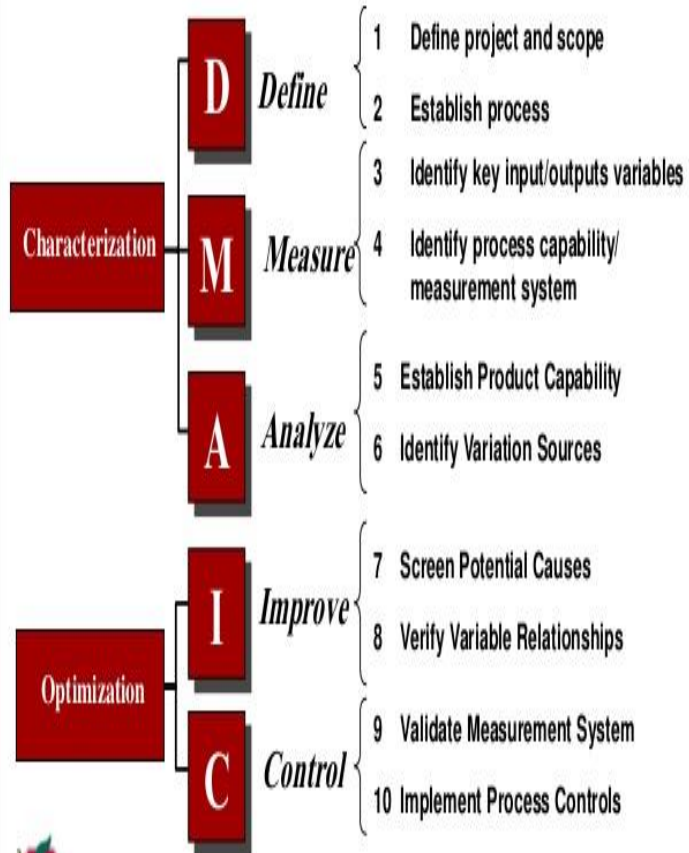 Characterization
D Define
1 Define project and scope
2 Establish process
M Measure
3 Identify key input/outputs variables
4 Identify process capability/
measurement system
A Analyze
5 Establish Product Capability
6 Identify Variation Sources
Optimization
I Improve
7 Screen Potential Causes
8 Verify Variable Relationships
C Control
9 Validate Measurement System
10 Implement Process Controls